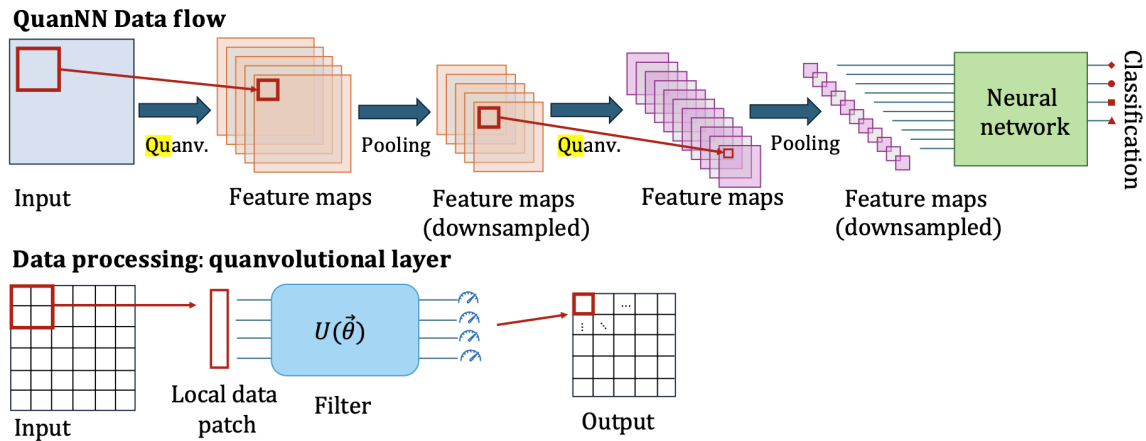 QuanNN Data flow
Quanv.
Pooling
Quanv.
Pooling
Neural
network
Classification
Input
Feature maps
Feature maps
(downsampled)
Feature maps
Feature maps
(downsampled)
Data processing: quanvolutional layer
U(θ⃗)
...
Local data
patch
Filter
Input
Output